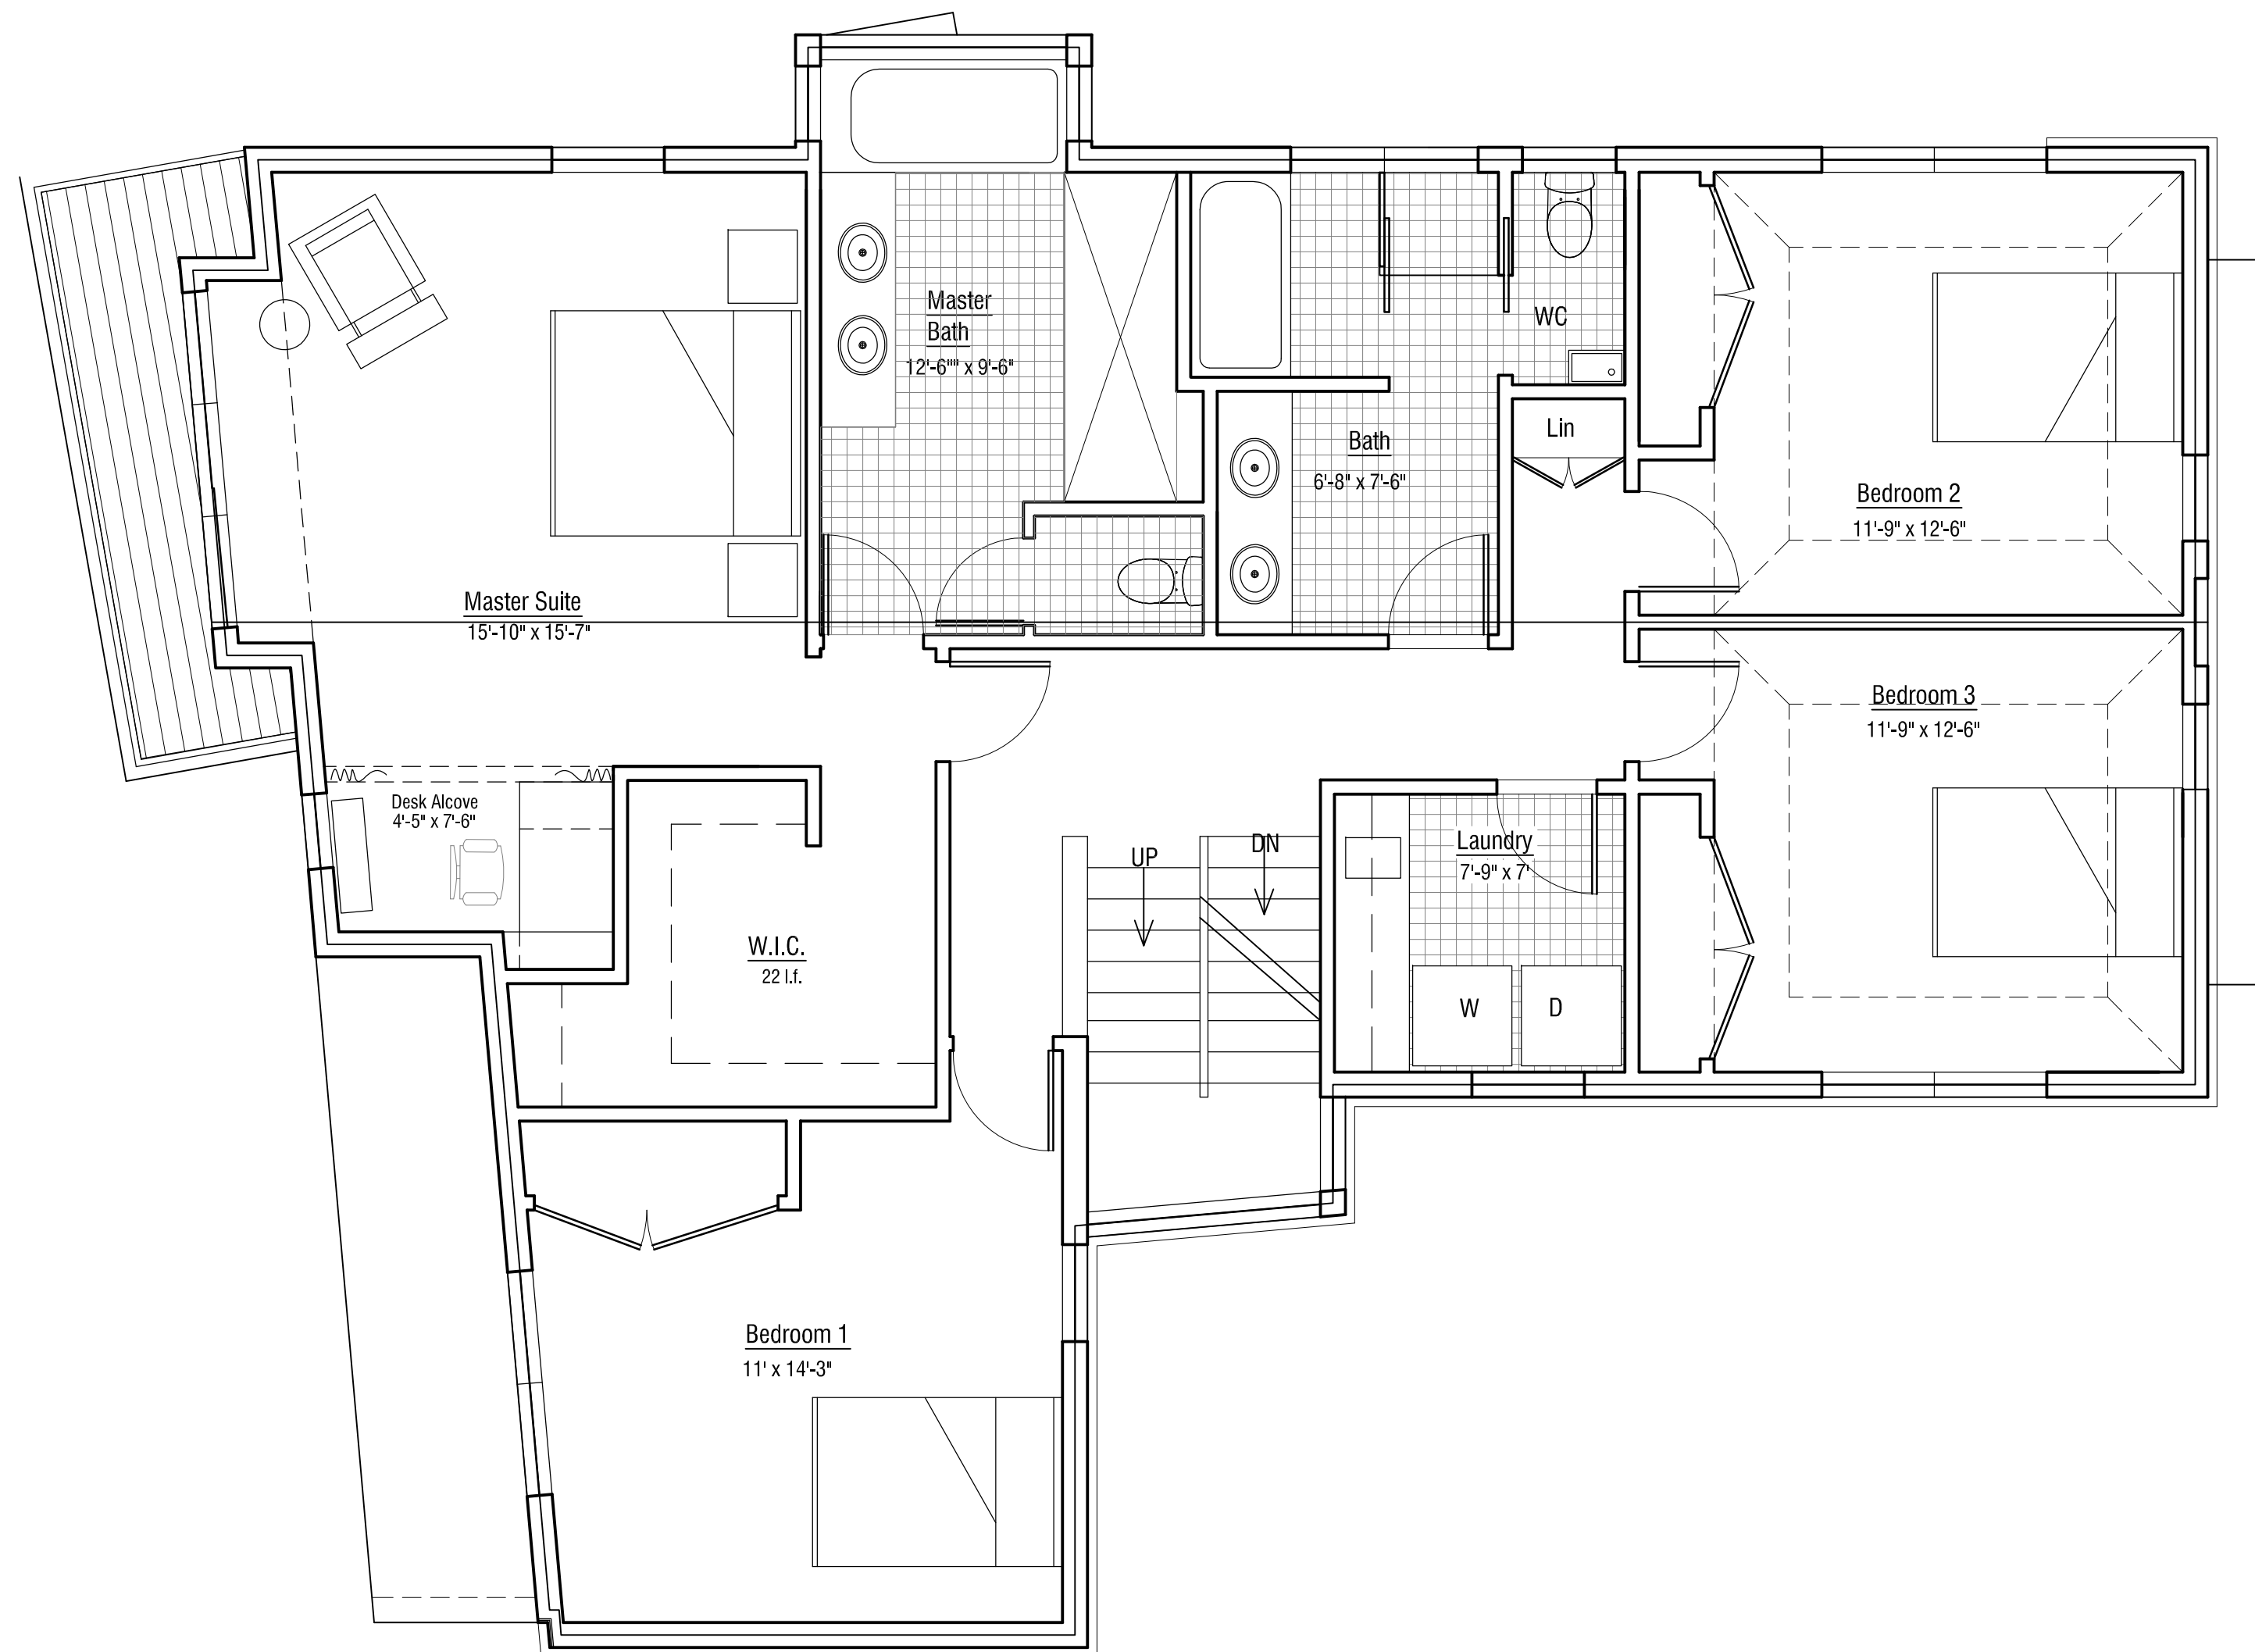 Master
Bath
12'-6"" x 9'-6"
WC
Lin
Bath
6'-8" x 7'-6"
Bedroom 2
11'-9" x 12'-6"
Master Suite
15'-10" x 15'-7"
Bedroom 3
11'-9" x 12'-6"
Desk Alcove
4'-5" x 7'-6"
UP
DN
Laundry
7'-9" x 7'
W.I.C.
22 l.f.
W
D
Bedroom 1
11' x 14'-3"